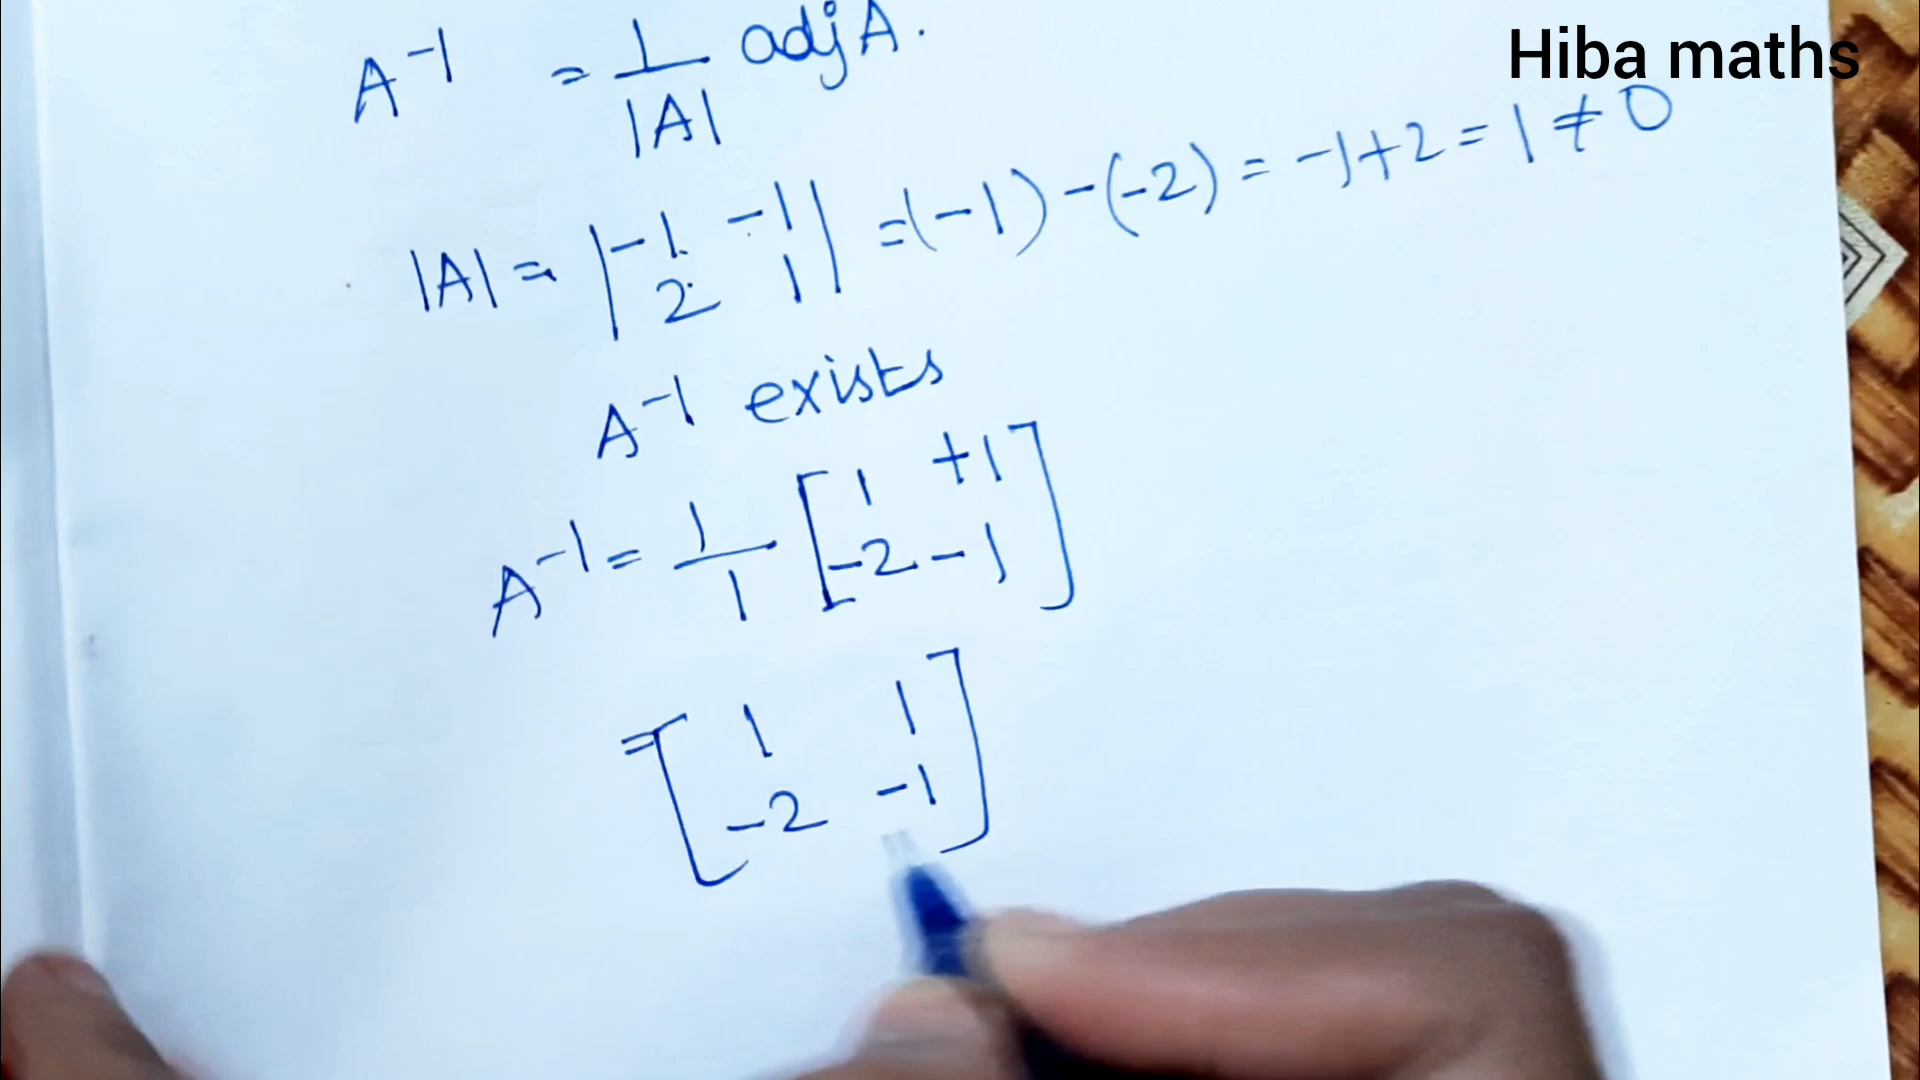 Hiba maths
A⁻¹ = 1/|A| adj A.
|A| = |-1 -1; 2 1| = (-1) - (-2) = -1+2 = 1 ≠ 0
A⁻¹ exists
A⁻¹ = 1/1 [1 +1; -2 -1]
= [1 1; -2 -1]